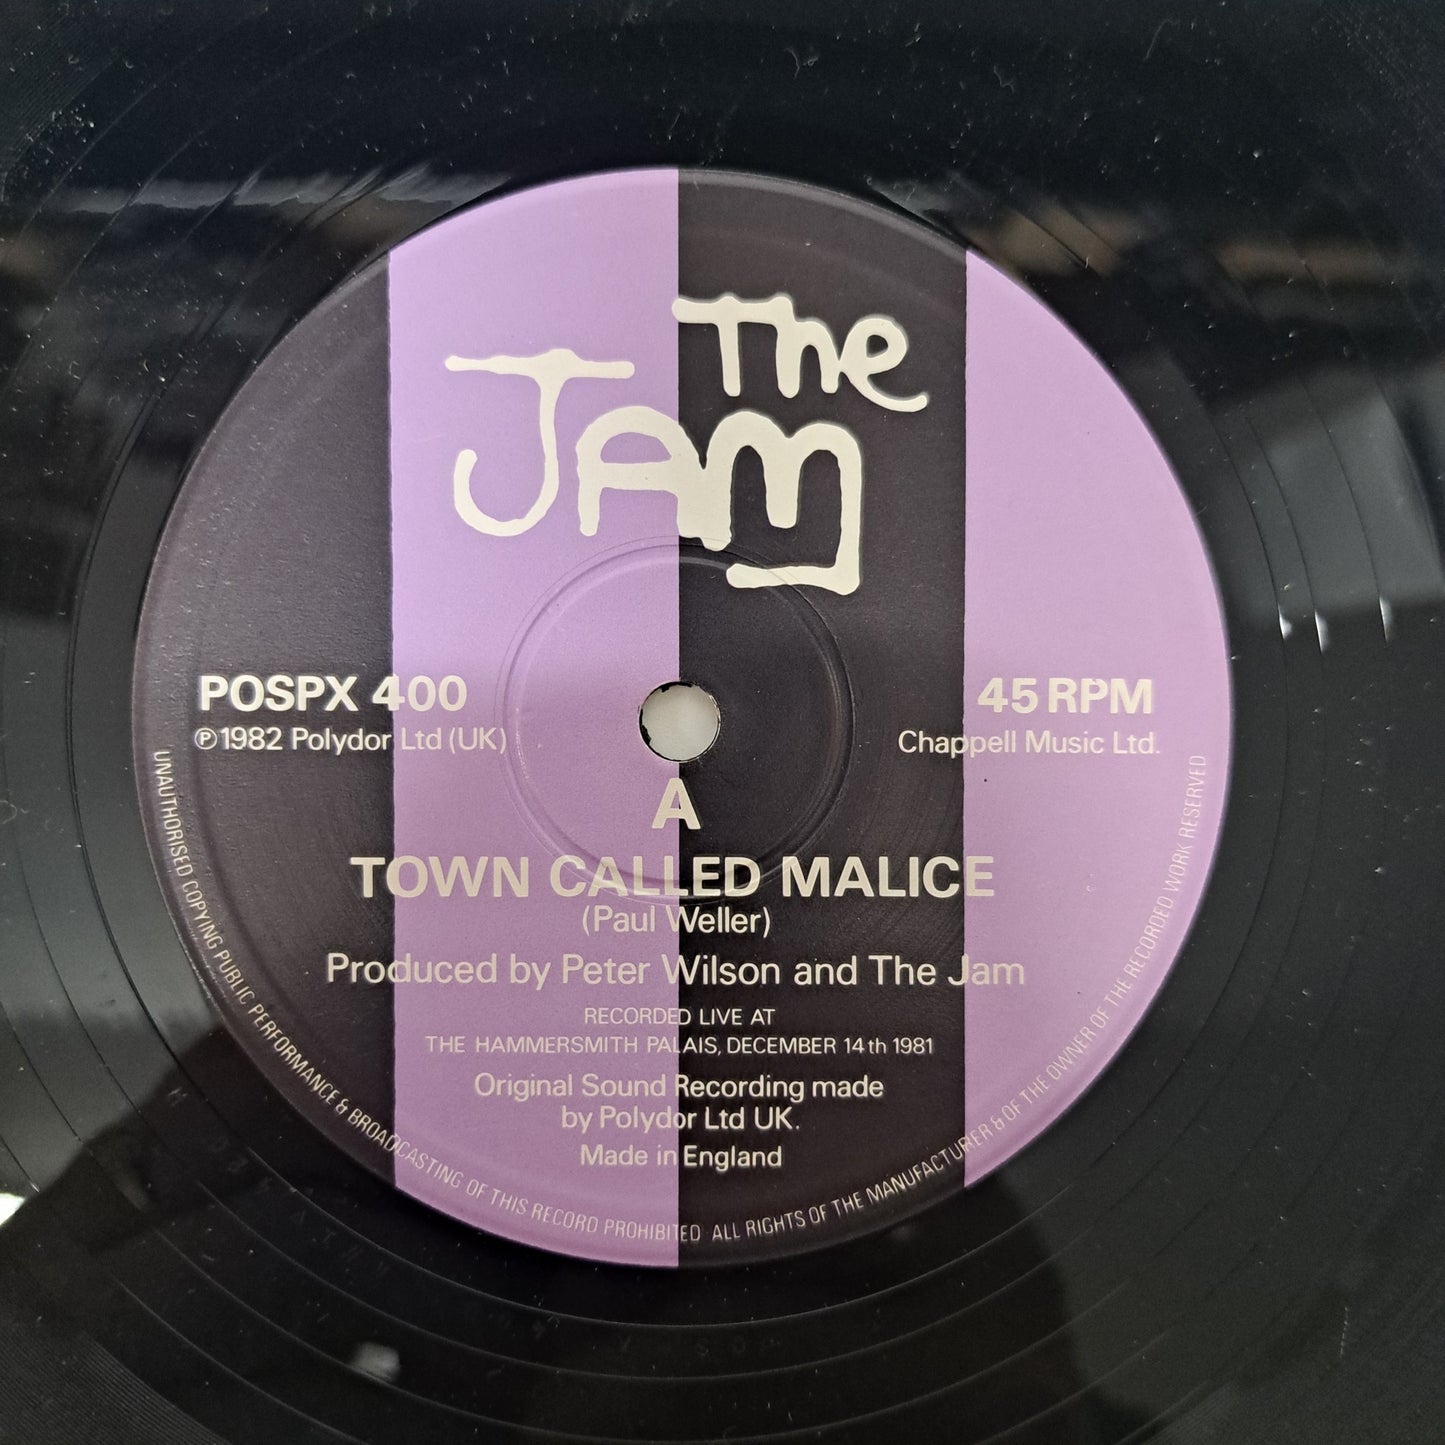 The
JAM
POSPX 400
℗1982 Polydor Ltd (UK)
45 RPM
Chappell Music Ltd.
A
TOWN CALLED MALICE
(Paul Weller)
Produced by Peter Wilson and The Jam
RECORDED LIVE AT
THE HAMMERSMITH PALAIS, DECEMBER 14th 1981
Original Sound Recording made
by Polydor Ltd UK.
Made in England
UNAUTHORISED COPYING PUBLIC PERFORMANCE & BROADCASTING OF THIS RECORD PROHIBITED ALL RIGHTS OF THE MANUFACTURER & OF THE OWNER OF THE RECORDED WORK RESERVED